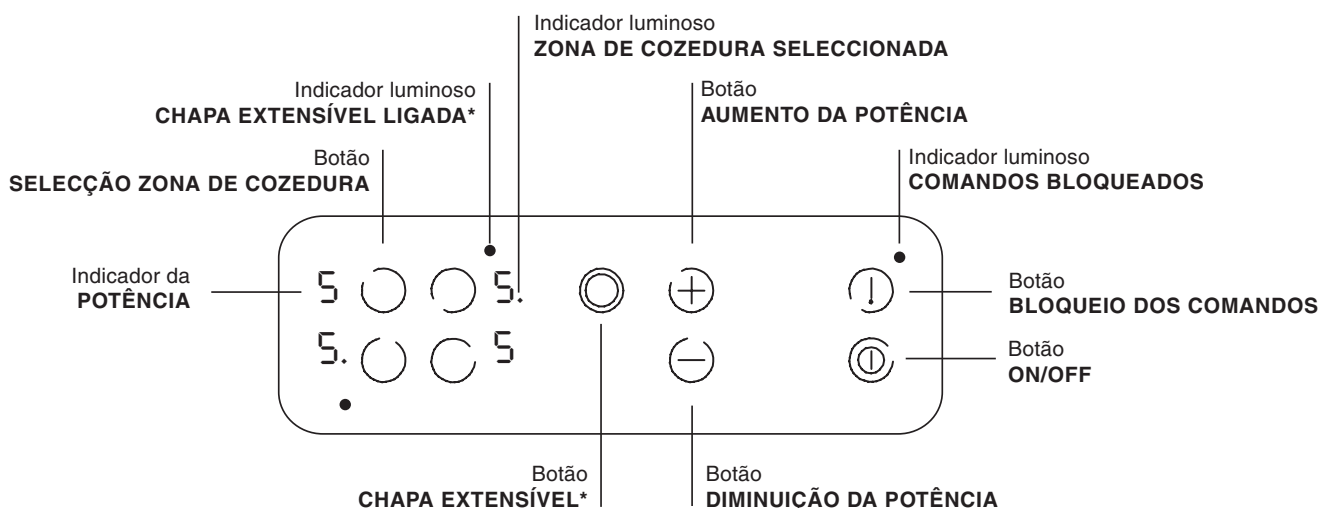 Indicador luminoso
ZONA DE COZEDURA SELECCIONADA
Indicador luminoso
CHAPA EXTENSÍVEL LIGADA*
Botão
AUMENTO DA POTÊNCIA
Botão
SELECÇÃO ZONA DE COZEDURA
Indicador luminoso
COMANDOS BLOQUEADOS
Indicador da
POTÊNCIA
5 5.
5. 5
Botão
BLOQUEIO DOS COMANDOS
Botão
ON/OFF
Botão
CHAPA EXTENSÍVEL*
Botão
DIMINUIÇÃO DA POTÊNCIA